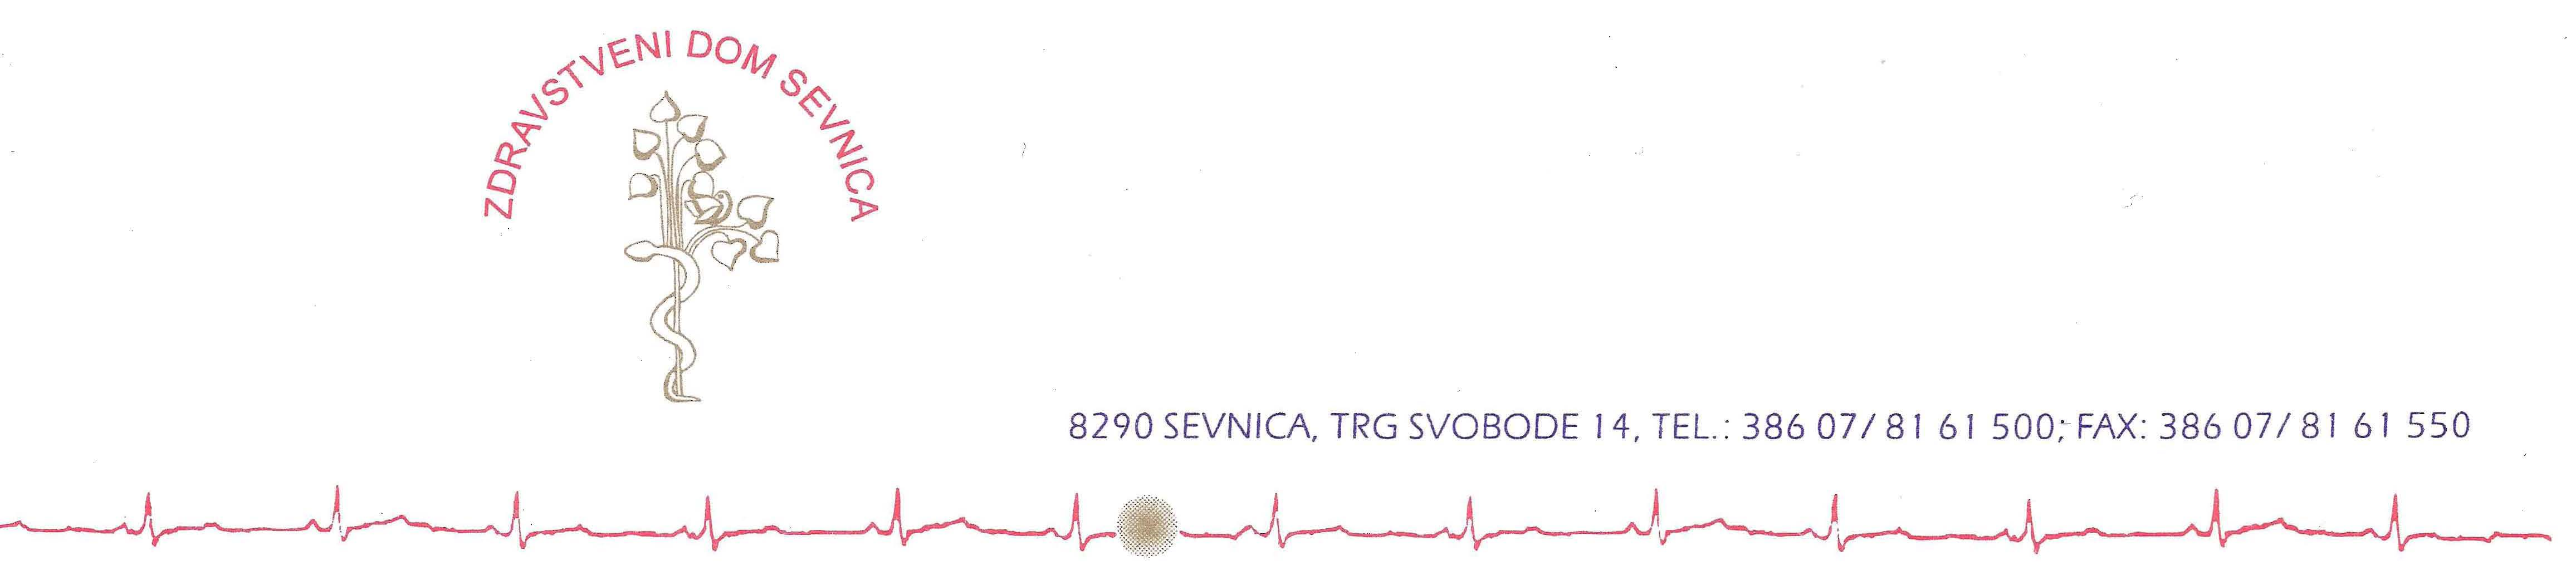 ZDRAVSTVENI DOM SEVNICA
8290 SEVNICA, TRG SVOBODE 14, TEL.: 386 07/ 81 61 500; FAX: 386 07/ 81 61 550